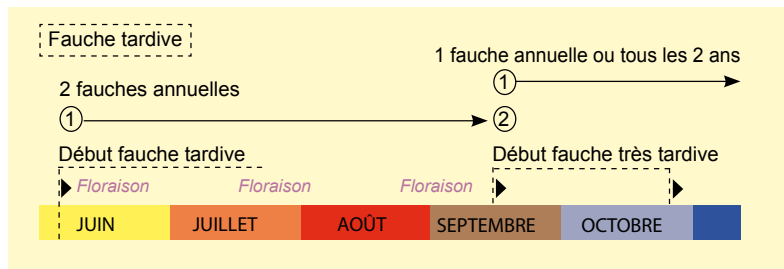 Fauche tardive
1 fauche annuelle ou tous les 2 ans
1
2 fauches annuelles
1 2
Début fauche tardive Début fauche très tardive
Floraison Floraison Floraison
JUIN JUILLET AOÛT SEPTEMBRE OCTOBRE